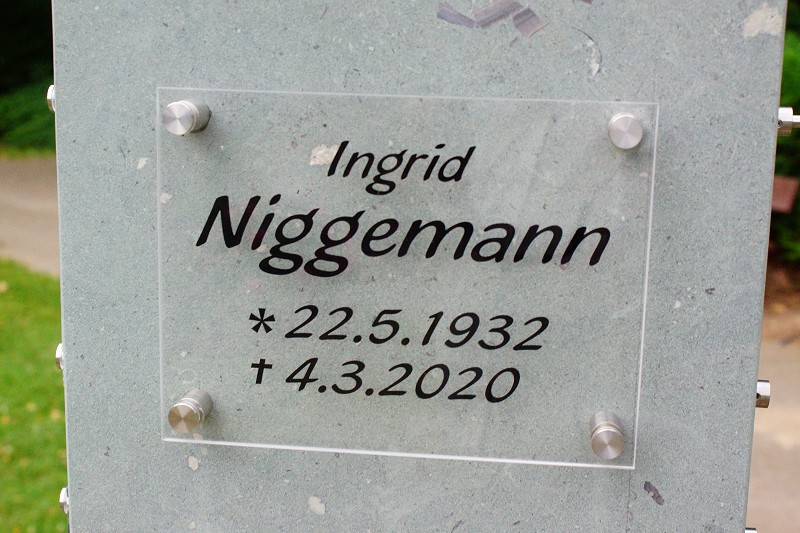 Ingrid
Niggemann
* 22.5.1932
† 4.3.2020